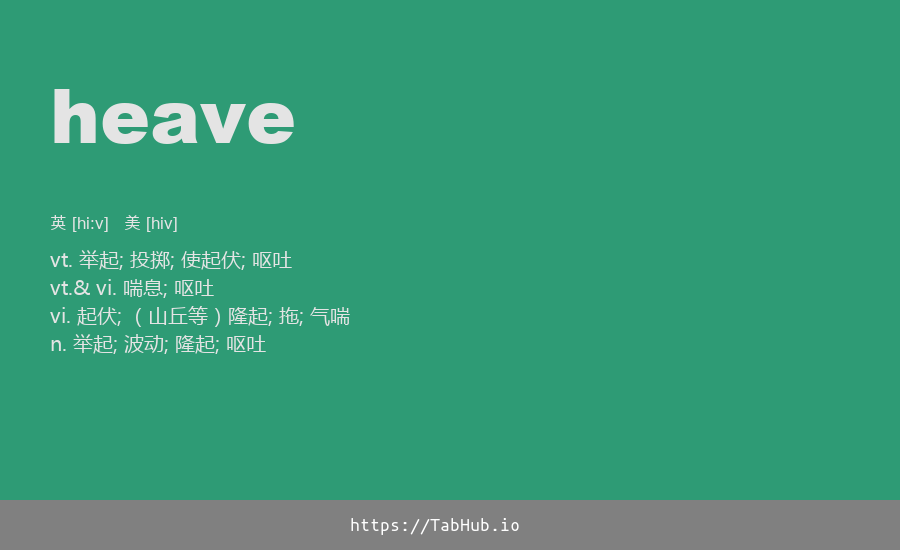 heave
英 [hi:v] 美 [hiv]
vt. 举起; 投掷; 使起伏; 呕吐
vt.& vi. 喘息; 呕吐
vi. 起伏; （山丘等）隆起; 拖; 气喘
n. 举起; 波动; 隆起; 呕吐
https://TabHub.io